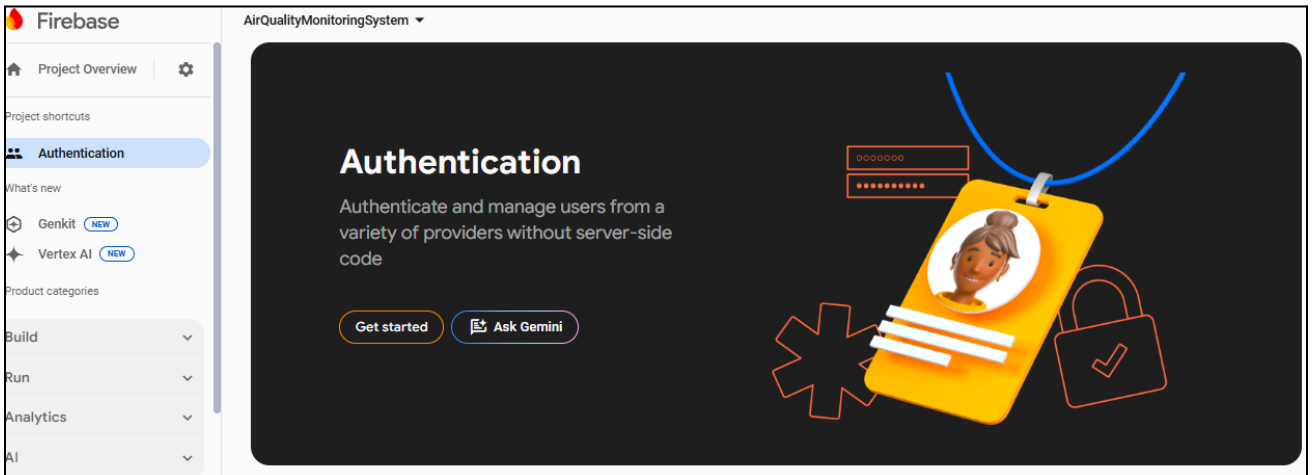 Firebase
AirQualityMonitoringSystem
Project Overview
Project shortcuts
Authentication
What's new
Genkit NEW
Vertex AI NEW
Product categories
Build
Run
Analytics
AI
Authentication
Authenticate and manage users from a
variety of providers without server-side
code
Get started
Ask Gemini